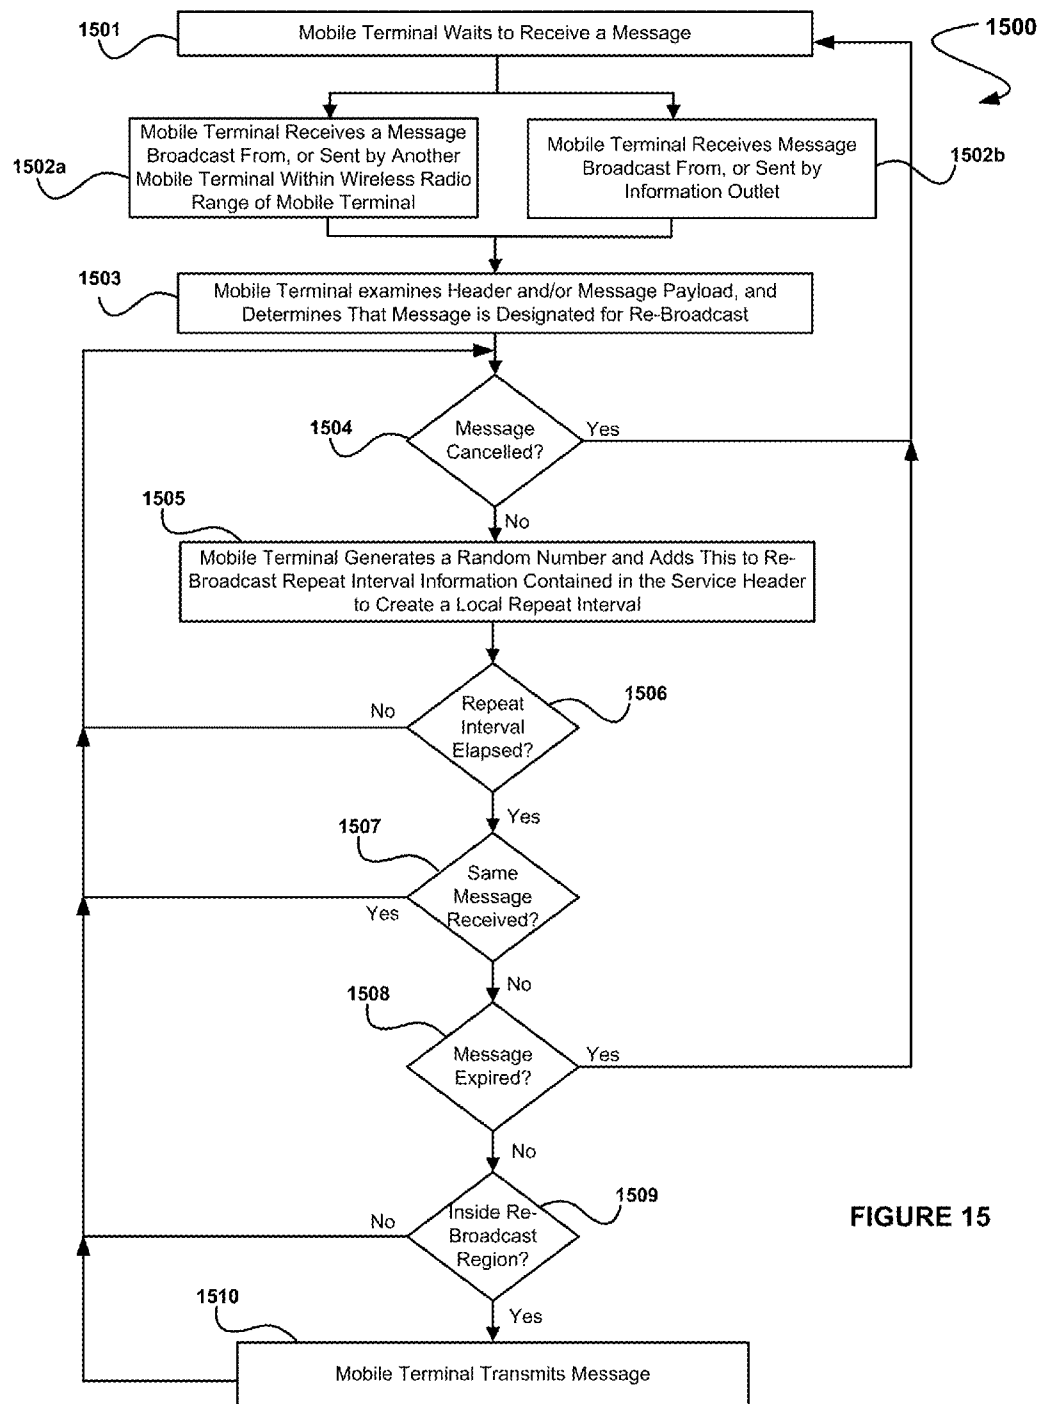 1501
Mobile Terminal Waits to Receive a Message
1500
1502a
Mobile Terminal Receives a Message
Broadcast From, or Sent by Another
Mobile Terminal Within Wireless Radio
Range of Mobile Terminal
Mobile Terminal Receives Message
Broadcast From, or Sent by
Information Outlet
1502b
1503
Mobile Terminal examines Header and/or Message Payload, and
Determines That Message is Designated for Re-Broadcast
1504
Message
Cancelled?
Yes
No
1505
Mobile Terminal Generates a Random Number and Adds This to Re-
Broadcast Repeat Interval Information Contained in the Service Header
to Create a Local Repeat Interval
1506
Repeat
Interval
Elapsed?
No
Yes
1507
Same
Message
Received?
Yes
No
1508
Message
Expired?
Yes
No
1509
Inside Re-
Broadcast
Region?
No
Yes
FIGURE 15
1510
Mobile Terminal Transmits Message